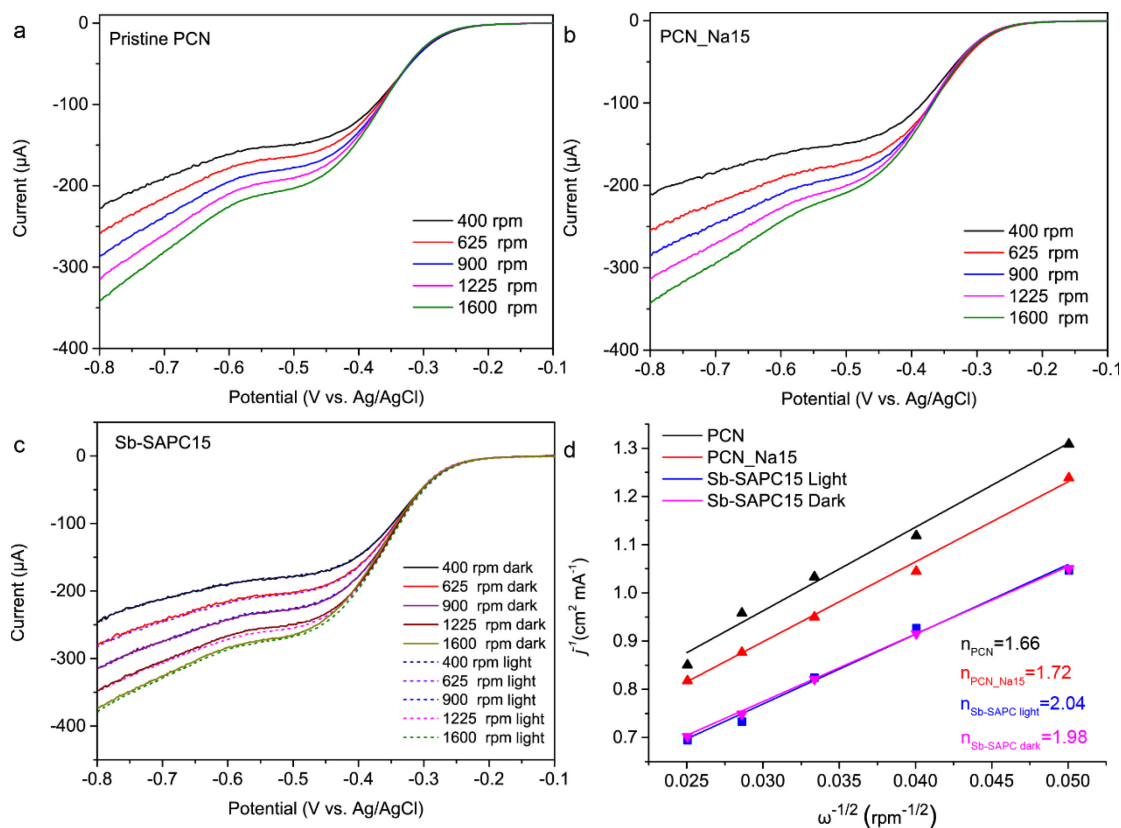 a
Pristine PCN
0
-100
-200
-300
-400
Current (µA)
400 rpm
625 rpm
900 rpm
1225 rpm
1600 rpm
-0.8 -0.7 -0.6 -0.5 -0.4 -0.3 -0.2 -0.1
Potential (V vs. Ag/AgCl)
b
PCN_Na15
0
-100
-200
-300
-400
Current (µA)
400 rpm
625 rpm
900 rpm
1225 rpm
1600 rpm
-0.8 -0.7 -0.6 -0.5 -0.4 -0.3 -0.2 -0.1
Potential (V vs. Ag/AgCl)
c
Sb-SAPC15
0
-100
-200
-300
-400
Current (µA)
400 rpm dark
625 rpm dark
900 rpm dark
1225 rpm dark
1600 rpm dark
400 rpm light
625 rpm light
900 rpm light
1225 rpm light
1600 rpm light
-0.8 -0.7 -0.6 -0.5 -0.4 -0.3 -0.2 -0.1
Potential (V vs. Ag/AgCl)
d
PCN
PCN_Na15
Sb-SAPC15 Light
Sb-SAPC15 Dark
1.3
1.2
1.1
1.0
0.9
0.8
0.7
j⁻¹(cm² mA⁻¹)
nPCN=1.66
nPCN_Na15=1.72
nSb-SAPC light=2.04
nSb-SAPC dark=1.98
0.025 0.030 0.035 0.040 0.045 0.050
ω⁻¹/² (rpm⁻¹/²)